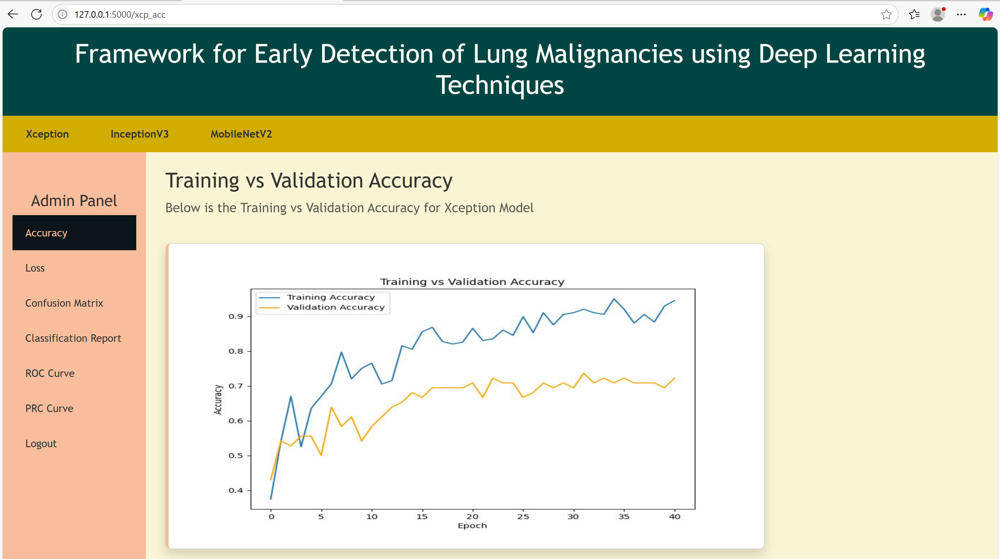 127.0.0.1:5000/xcp_acc
Framework for Early Detection of Lung Malignancies using Deep Learning
Techniques
Xception InceptionV3 MobileNetV2
Admin Panel
Accuracy
Loss
Confusion Matrix
Classification Report
ROC Curve
PRC Curve
Logout
Training vs Validation Accuracy
Below is the Training vs Validation Accuracy for Xception Model
Training vs Validation Accuracy
Training Accuracy
Validation Accuracy
Accuracy
0.9
0.8
0.7
0.6
0.5
0.4
0 5 10 15 20 25 30 35 40
Epoch